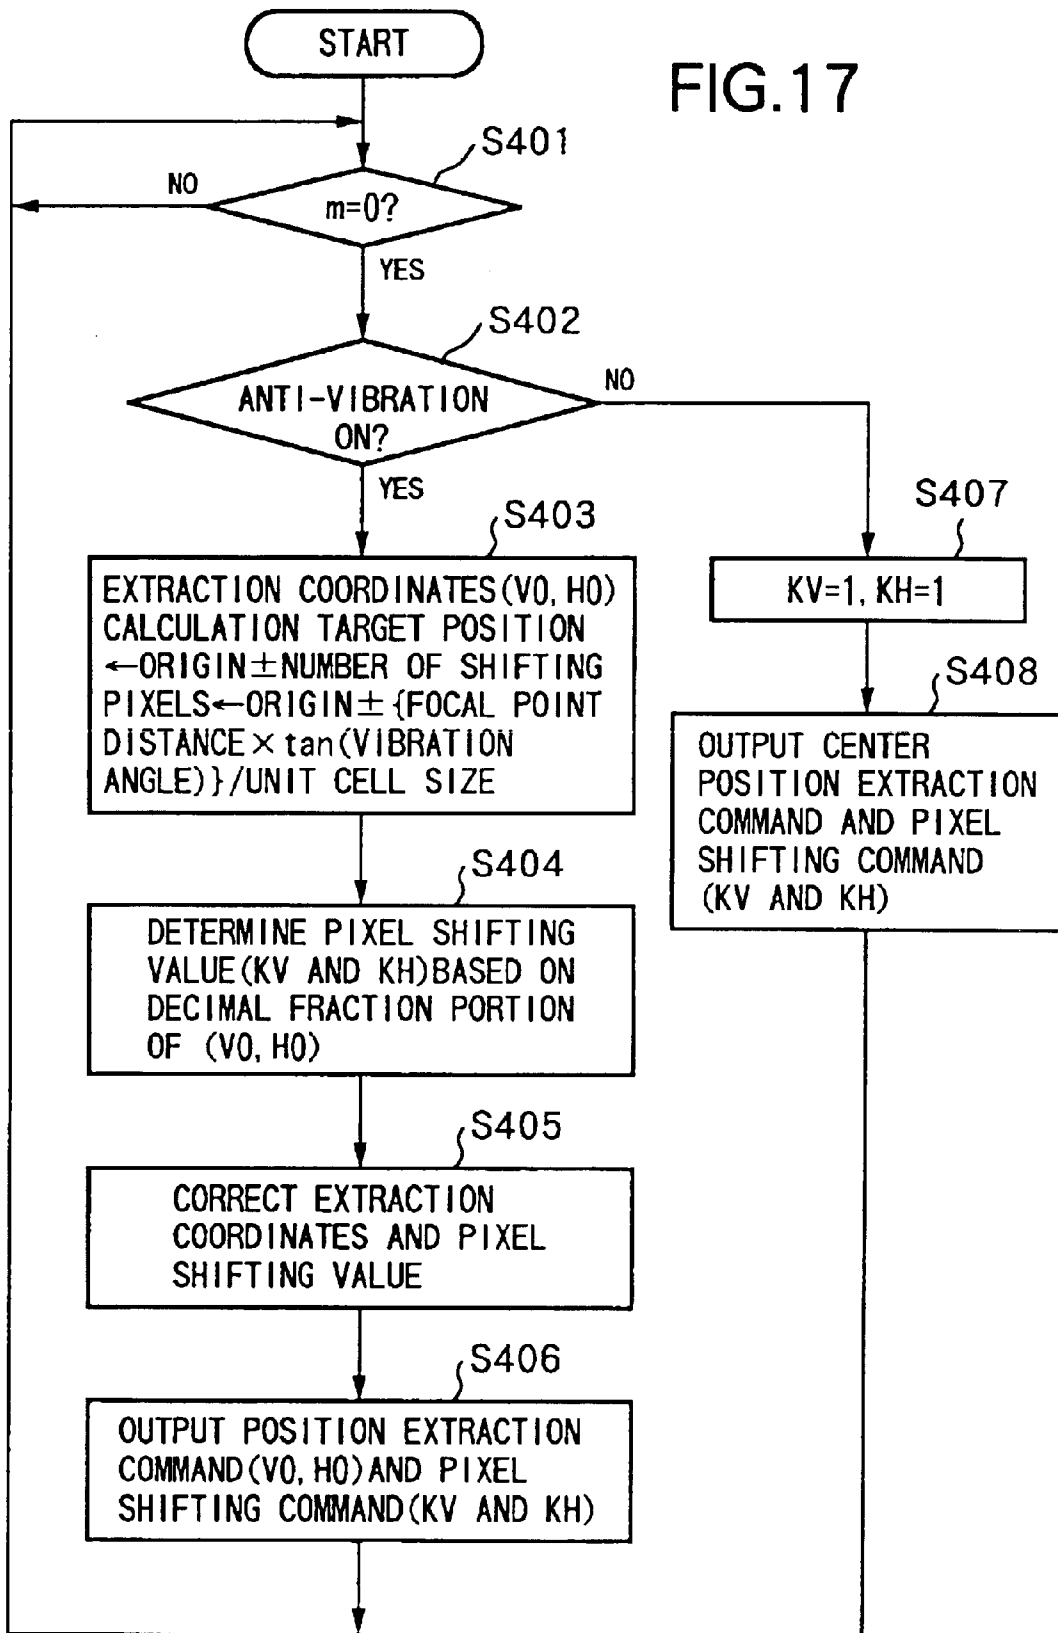 START
FIG.17
S401
NO
m=0?
YES
S402
NO
ANTI-VIBRATION
ON?
YES
S403
EXTRACTION COORDINATES(V0, H0)
CALCULATION TARGET POSITION
←ORIGIN±NUMBER OF SHIFTING
PIXELS←ORIGIN±{FOCAL POINT
DISTANCE×tan(VIBRATION
ANGLE)}/UNIT CELL SIZE
S407
KV=1, KH=1
S408
OUTPUT CENTER
POSITION EXTRACTION
COMMAND AND PIXEL
SHIFTING COMMAND
(KV AND KH)
S404
DETERMINE PIXEL SHIFTING
VALUE(KV AND KH)BASED ON
DECIMAL FRACTION PORTION
OF (V0, H0)
S405
CORRECT EXTRACTION
COORDINATES AND PIXEL
SHIFTING VALUE
S406
OUTPUT POSITION EXTRACTION
COMMAND(V0, H0)AND PIXEL
SHIFTING COMMAND(KV AND KH)